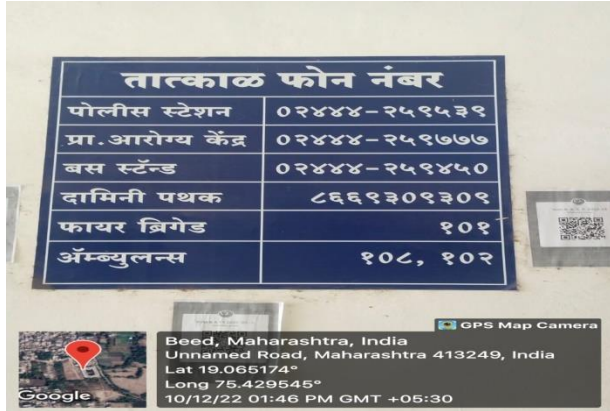 तात्काळ फोन नंबर
पोलीस स्टेशन ०२४४४-२५९५३९
प्रा.आरोग्य केंद्र ०२४४४-२५९७७७
बस स्टॅन्ड ०२४४४-२५९४५०
दामिनी पथक ८६६९३०९३०९
फायर ब्रिगेड १०१
ॲम्ब्युलन्स १०८, १०२
GPS Map Camera
Beed, Maharashtra, India
Unnamed Road, Maharashtra 413249, India
Lat 19.065174°
Long 75.429545°
10/12/22 01:46 PM GMT +05:30
Google